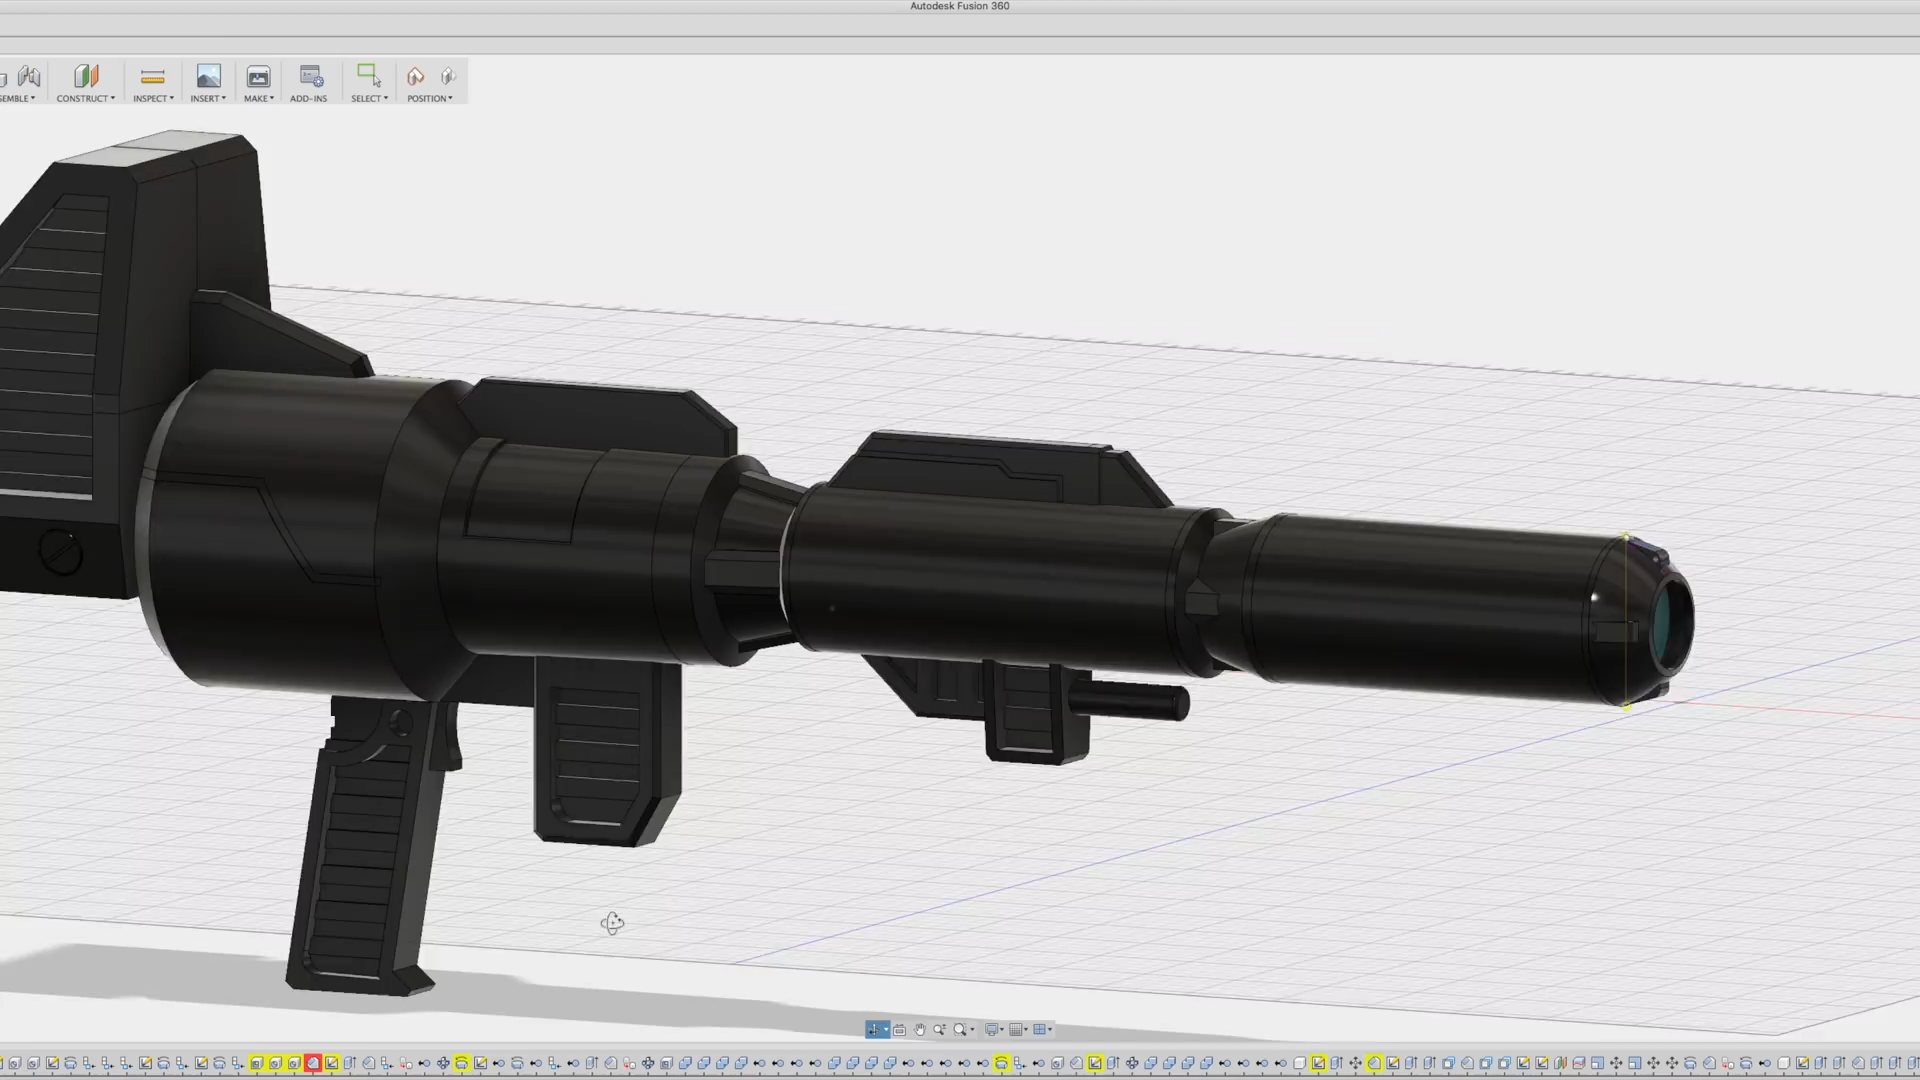 Autodesk Fusion 360
SEMBLE CONSTRUCT INSPECT INSERT MAKE ADD-INS SELECT POSITION